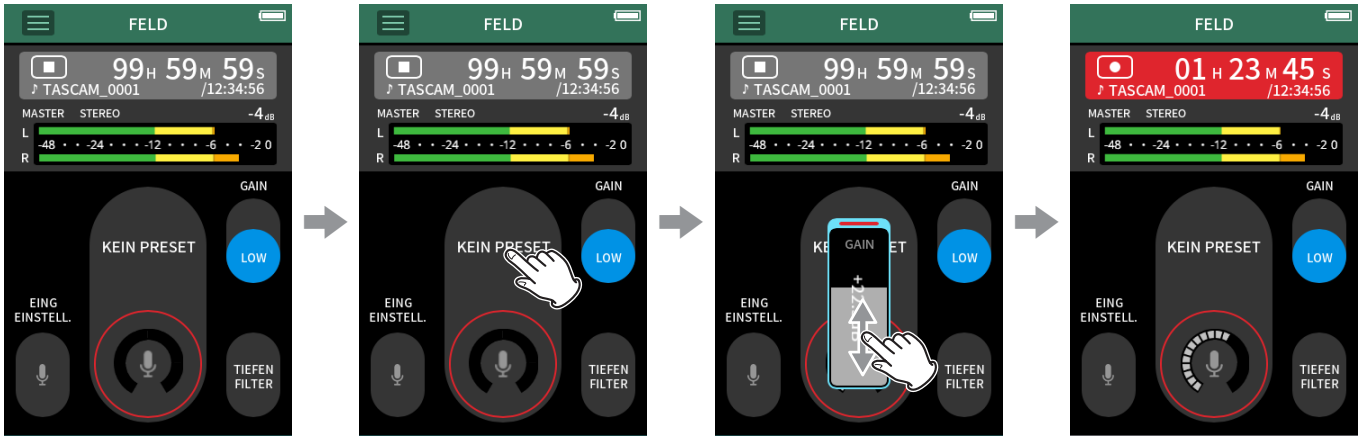 FELD
99H 59M 59S
♪ TASCAM_0001 /12:34:56
MASTER STEREO -4dB
L
-48 · · -24 · · · -12 · · · -6 · · -2 0
R
GAIN
KEIN PRESET
LOW
EING
EINSTELL.
TIEFEN
FILTER
FELD
99H 59M 59S
♪ TASCAM_0001 /12:34:56
MASTER STEREO -4dB
L
-48 · · -24 · · · -12 · · · -6 · · -2 0
R
GAIN
KEIN PRESET
LOW
EING
EINSTELL.
TIEFEN
FILTER
FELD
99H 59M 59S
♪ TASCAM_0001 /12:34:56
MASTER STEREO -4dB
L
-48 · · -24 · · · -12 · · · -6 · · -2 0
R
GAIN
GAIN
LOW
EING
EINSTELL.
TIEFEN
FILTER
FELD
01 H 23 M 45 S
♪ TASCAM_0001 /12:34:56
MASTER STEREO -4dB
L
-48 · · -24 · · · -12 · · · -6 · · -2 0
R
GAIN
KEIN PRESET
LOW
EING
EINSTELL.
TIEFEN
FILTER